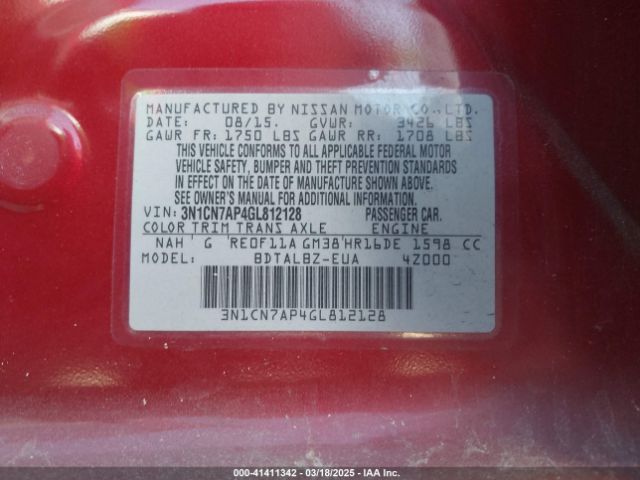 MANUFACTURED BY NISSAN MOTOR CO., LTD.
DATE: 08/15. GVWR: 3426 LBS
GAWR FR: 1750 LBS GAWR RR: 1708 LBS
THIS VEHICLE CONFORMS TO ALL APPLICABLE FEDERAL MOTOR
VEHICLE SAFETY, BUMPER AND THEFT PREVENTION STANDARDS
IN EFFECT ON THE DATE OF MANUFACTURE SHOWN ABOVE.
SEE OWNER'S MANUAL FOR ADDITIONAL INFORMATION.
VIN: 3N1CN7AP4GL812128 PASSENGER CAR.
COLOR TRIM TRANS AXLE ENGINE
NAH G RE0F11A GM38 HR16DE 1598 CC
MODEL: BDTALBZ-EUA 4Z000
3N1CN7AP4GL812128
000-41411342 — 03/18/2025 — IAA Inc.